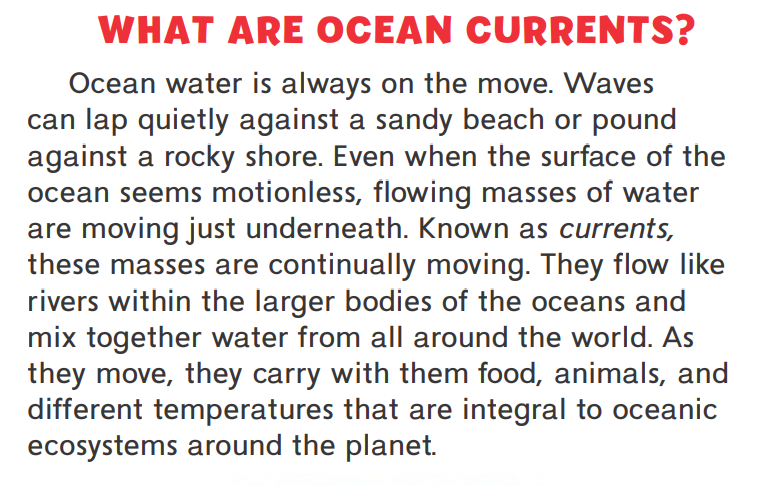 WHAT ARE OCEAN CURRENTS?
Ocean water is always on the move. Waves
can lap quietly against a sandy beach or pound
against a rocky shore. Even when the surface of the
ocean seems motionless, flowing masses of water
are moving just underneath. Known as currents,
these masses are continually moving. They flow like
rivers within the larger bodies of the oceans and
mix together water from all around the world. As
they move, they carry with them food, animals, and
different temperatures that are integral to oceanic
ecosystems around the planet.